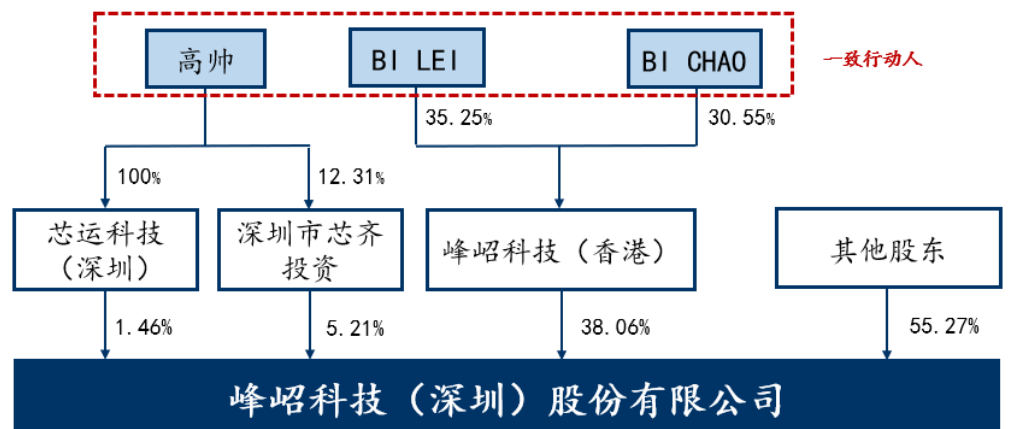 高帅
BI LEI
BI CHAO
一致行动人
35.25%
30.55%
100%
12.31%
芯运科技
（深圳）
深圳市芯齐
投资
峰岹科技（香港）
其他股东
1.46%
5.21%
38.06%
55.27%
峰岹科技（深圳）股份有限公司